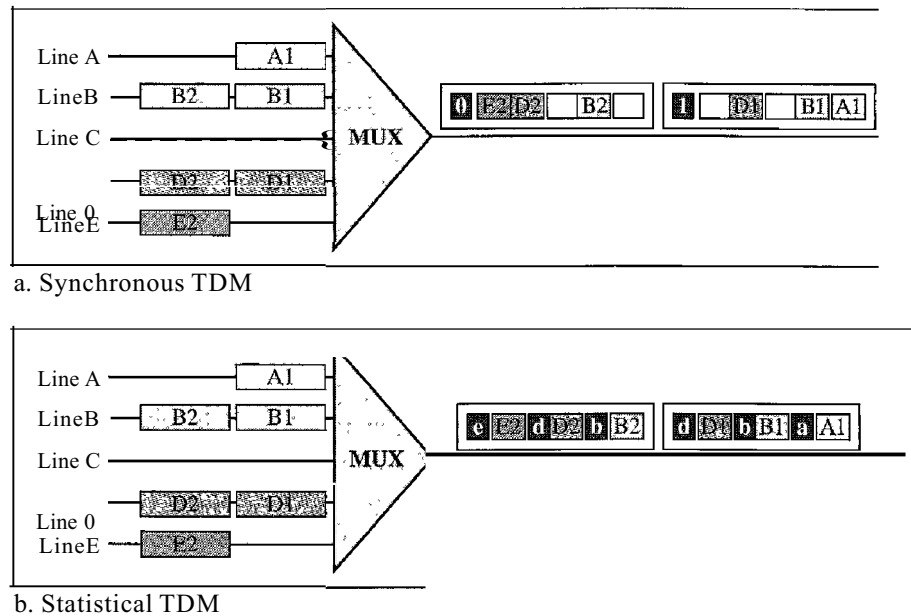 Line A A1
LineB B2 B1
0 E2 D2 B2 1 D1 B1 A1
Line C MUX
D2 D1
Line 0
LineE E2
a. Synchronous TDM
Line A A1
LineB B2 B1
e E2 d D2 b B2 d D1 b B1 a A1
Line C MUX
D2 D1
Line 0
LineE E2
b. Statistical TDM